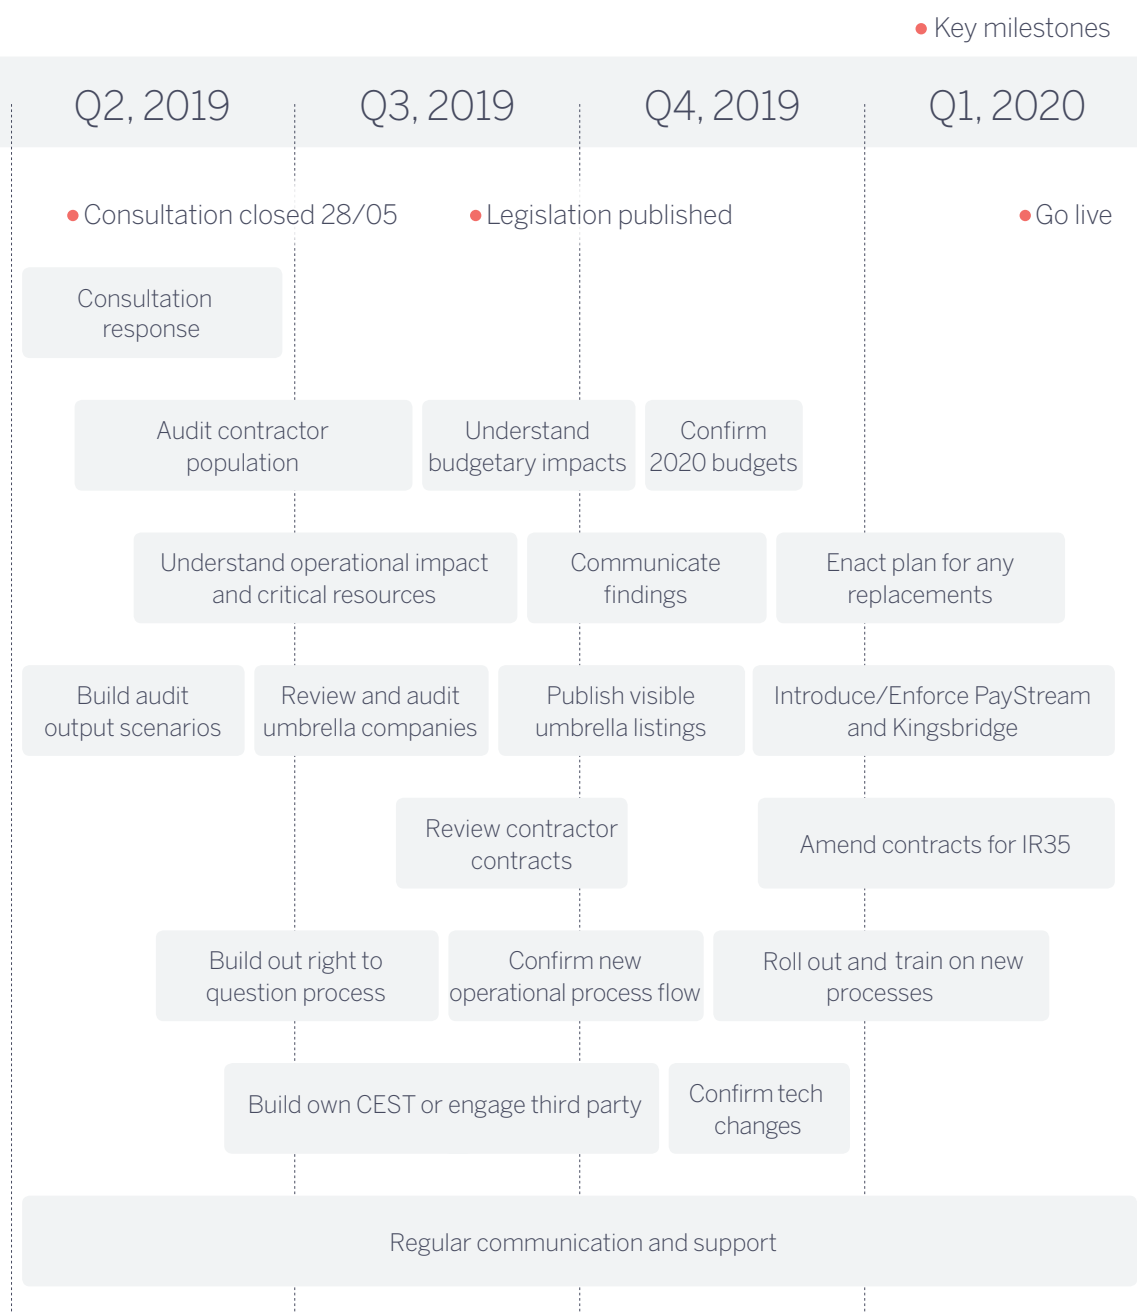 Key milestones
Q2, 2019
Q3, 2019
Q4, 2019
Q1, 2020
Consultation closed 28/05
Legislation published
Go live
Consultation
response
Audit contractor
population
Understand
budgetary impacts
Confirm
2020 budgets
Understand operational impact
and critical resources
Communicate
findings
Enact plan for any
replacements
Build audit
output scenarios
Review and audit
umbrella companies
Publish visible
umbrella listings
Introduce/Enforce PayStream
and Kingsbridge
Review contractor
contracts
Amend contracts for IR35
Build out right to
question process
Confirm new
operational process flow
Roll out and train on new
processes
Build own CEST or engage third party
Confirm tech
changes
Regular communication and support